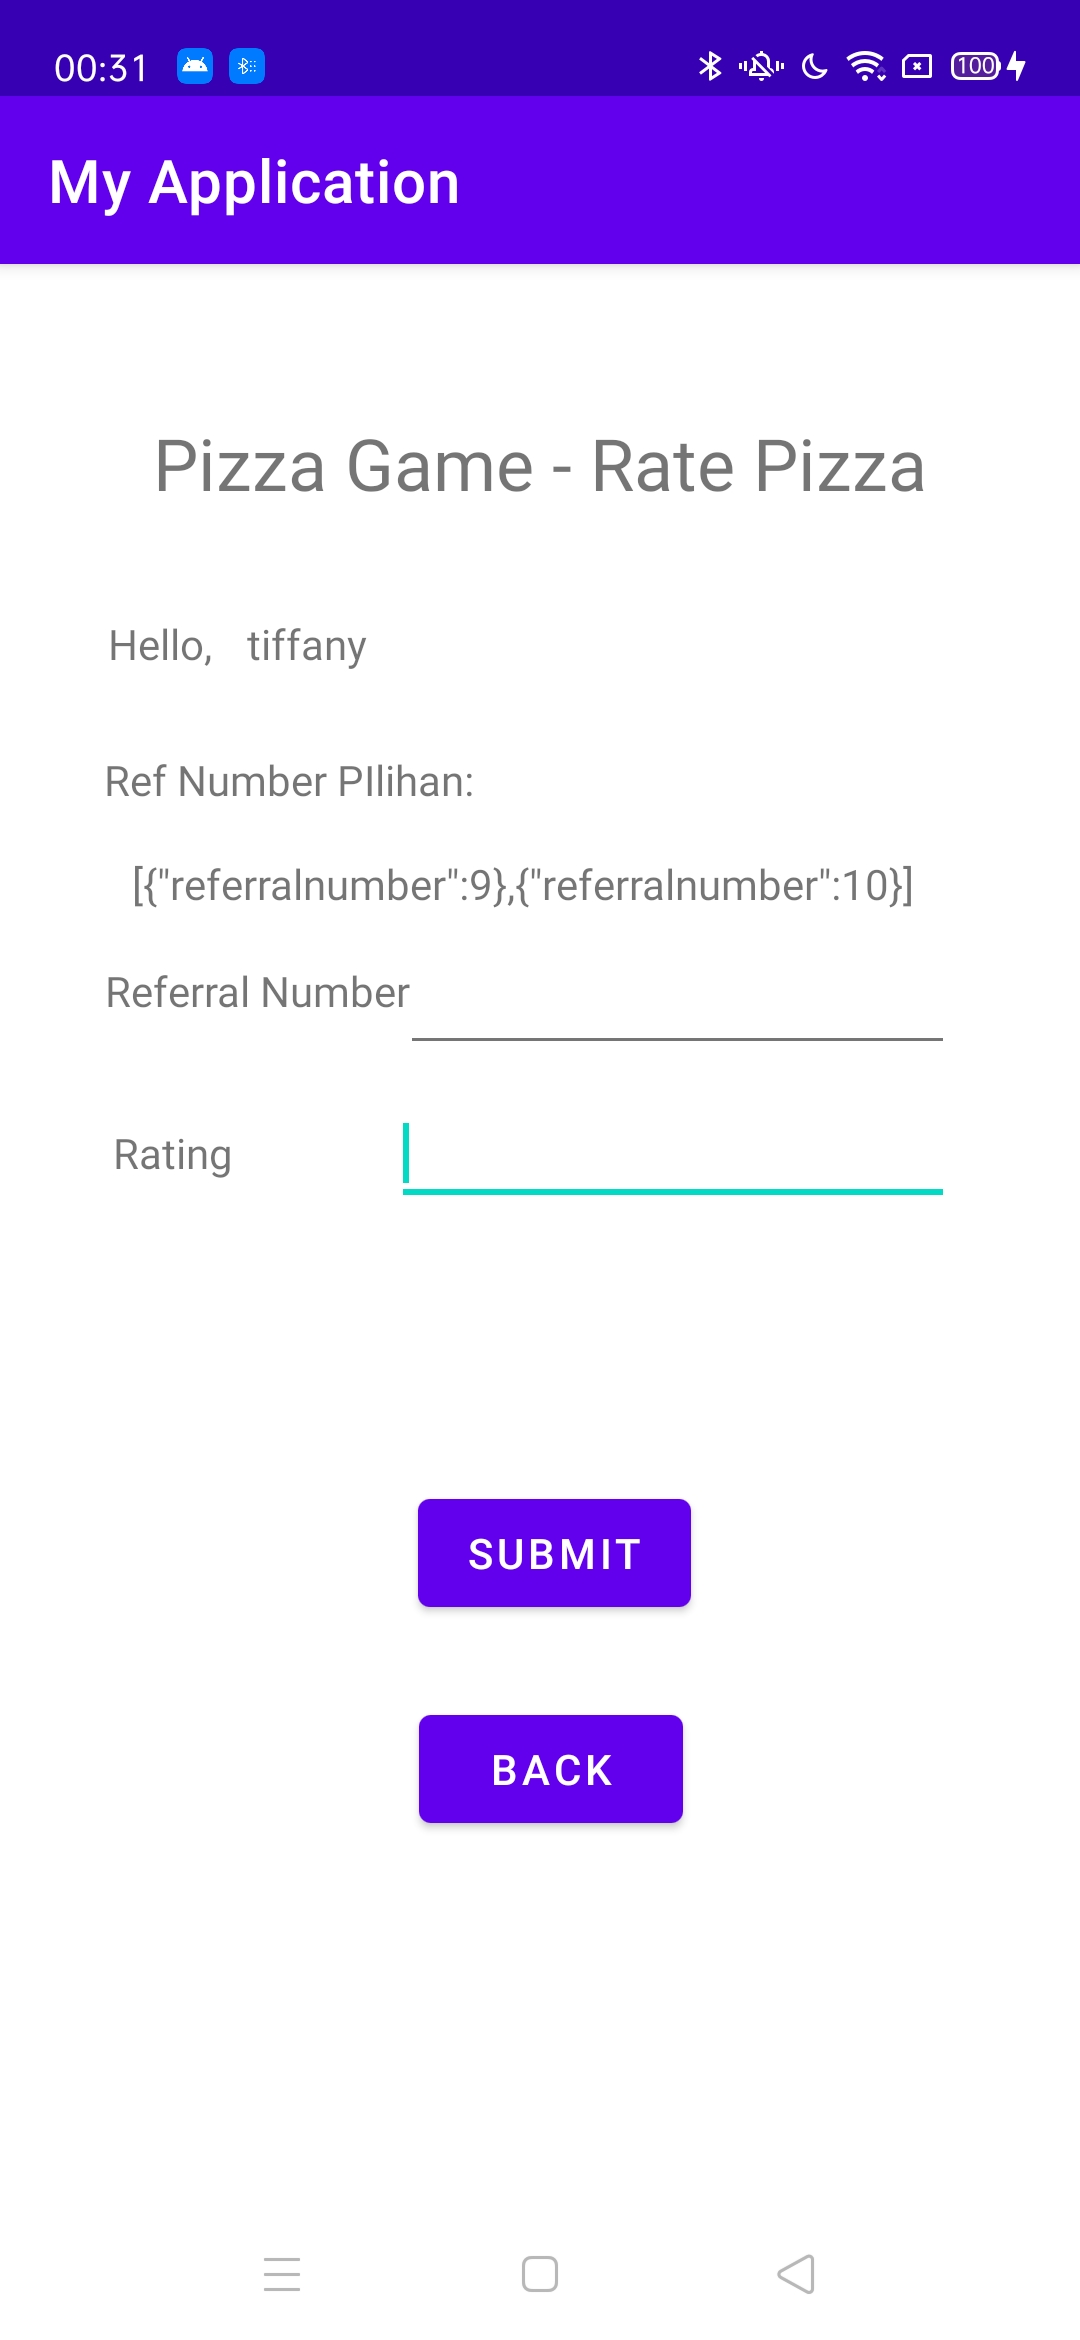 00:31
100
My Application
Pizza Game - Rate Pizza
Hello, tiffany
Ref Number PIlihan:
[{"referralnumber":9},{"referralnumber":10}]
Referral Number
Rating
SUBMIT
BACK